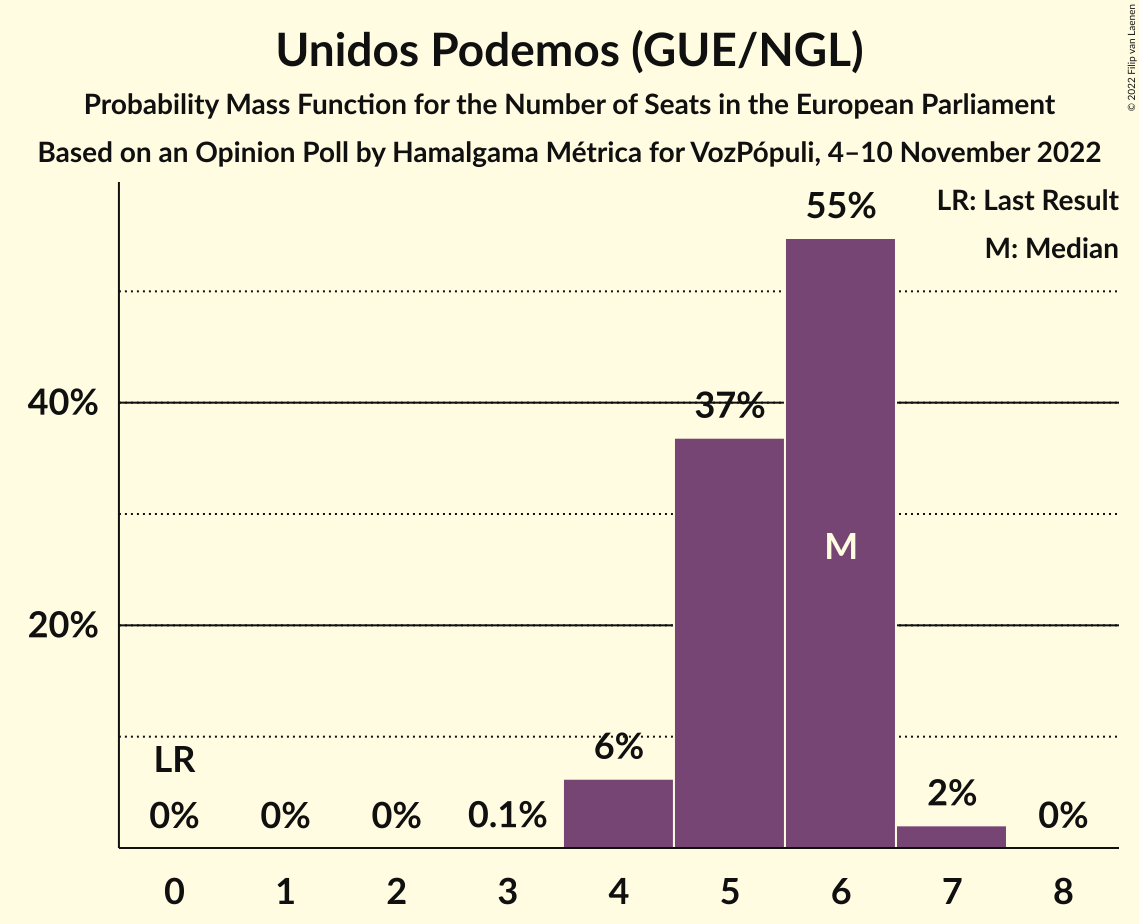 Unidos Podemos (GUE/NGL)
Probability Mass Function for the Number of Seats in the European Parliament
Based on an Opinion Poll by Hamalgama Métrica for VozPópuli, 4–10 November 2022
© 2022 Filip van Laenen
LR: Last Result
M: Median
55%
40%
37%
M
20%
LR
6%
0%
0%
0%
0.1%
2%
0%
0
1
2
3
4
5
6
7
8